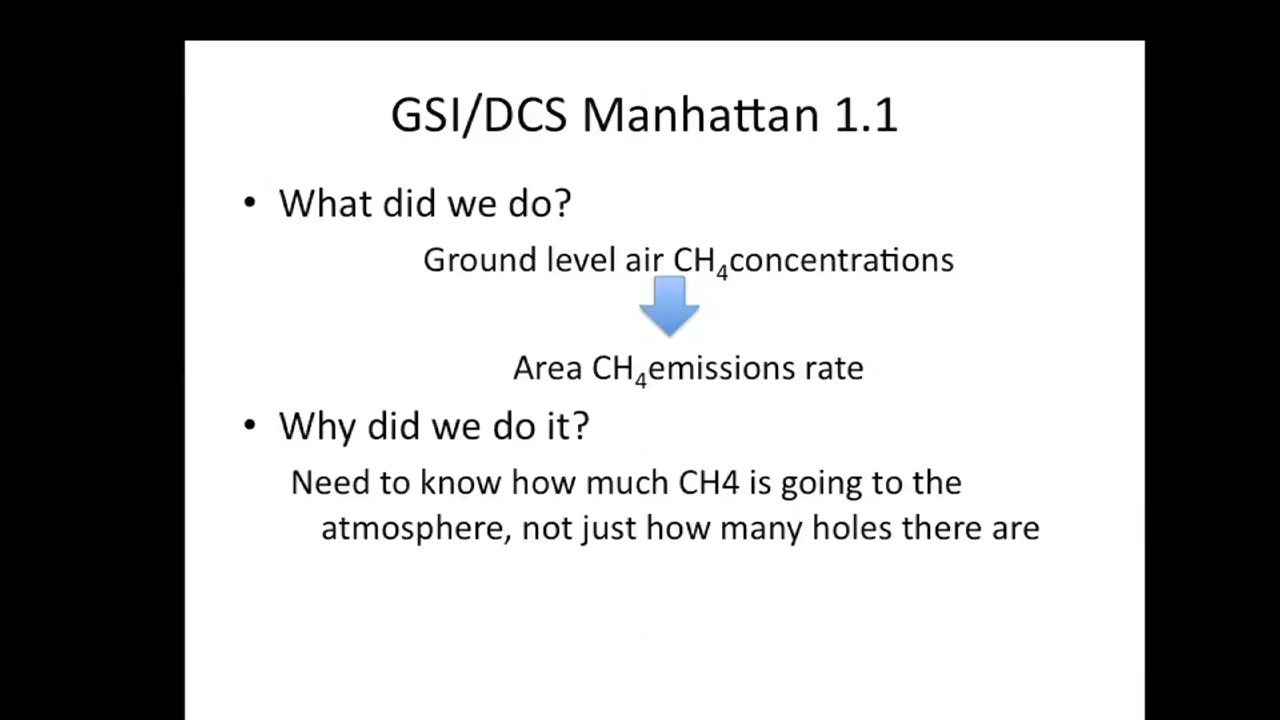 GSI/DCS Manhattan 1.1
• What did we do?
Ground level air CH₄concentrations
Area CH₄emissions rate
• Why did we do it?
Need to know how much CH4 is going to the
atmosphere, not just how many holes there are